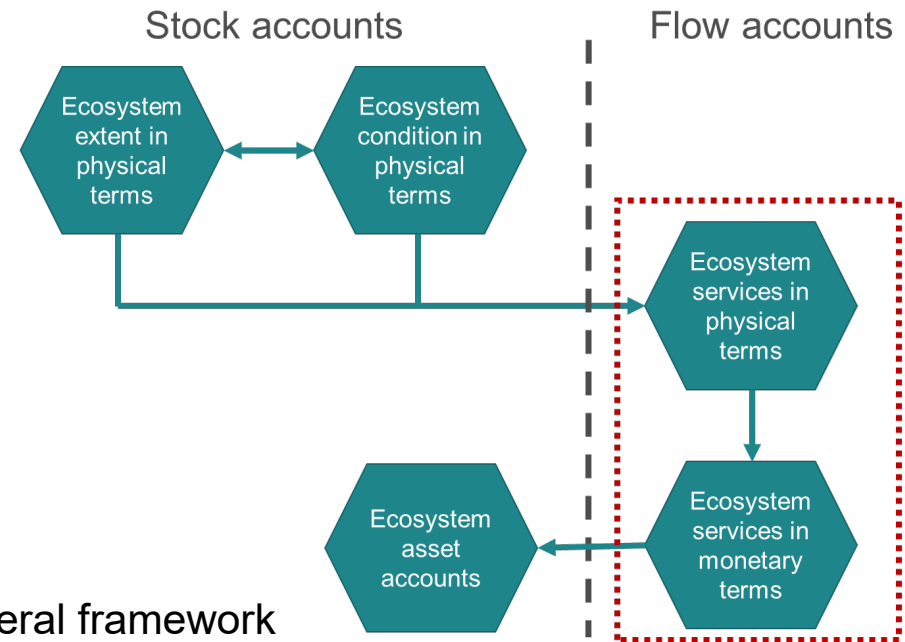 Stock accounts
Flow accounts
Ecosystem
extent in
physical
terms
Ecosystem
condition in
physical
terms
Ecosystem
services in
physical
terms
Ecosystem
asset
accounts
Ecosystem
services in
monetary
terms
eral framework